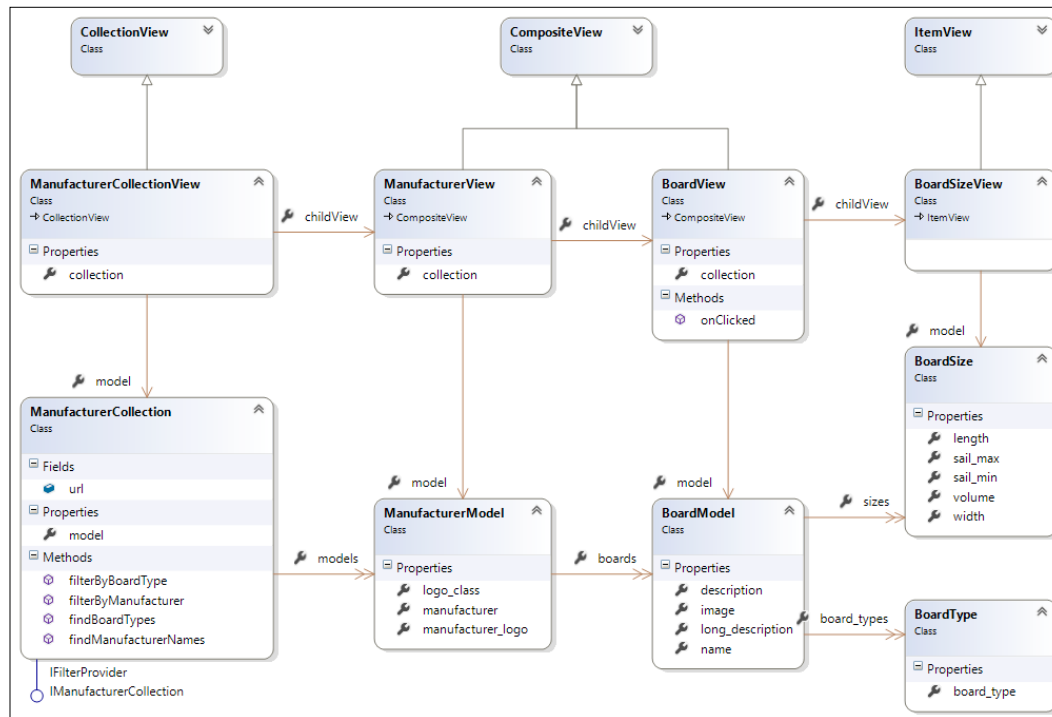 CollectionView
Class
CompositeView
Class
ItemView
Class
ManufacturerCollectionView
Class
CollectionView
Properties
collection
childView
ManufacturerView
Class
CompositeView
Properties
collection
childView
BoardView
Class
CompositeView
Properties
collection
Methods
onClicked
childView
BoardSizeView
Class
ItemView
model
model
model
model
ManufacturerCollection
Class
Fields
url
Properties
model
Methods
filterByBoardType
filterByManufacturer
findBoardTypes
findManufacturerNames
IFilterProvider
IManufacturerCollection
models
ManufacturerModel
Class
Properties
logo_class
manufacturer
manufacturer_logo
boards
BoardModel
Class
Properties
description
image
long_description
name
sizes
board_types
BoardSize
Class
Properties
length
sail_max
sail_min
volume
width
BoardType
Class
Properties
board_type